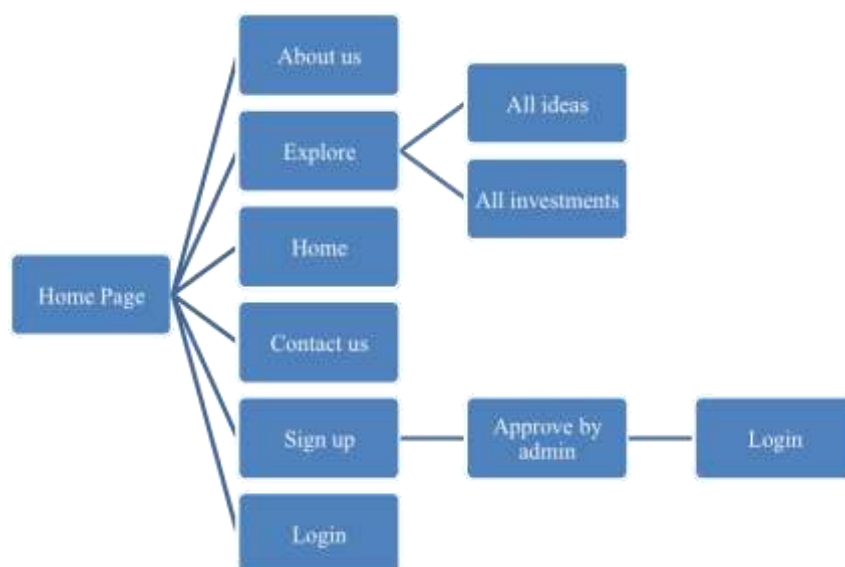 About us
All ideas
Explore
All investments
Home
Home Page
Contact us
Sign up
Approve by
admin
Login
Login